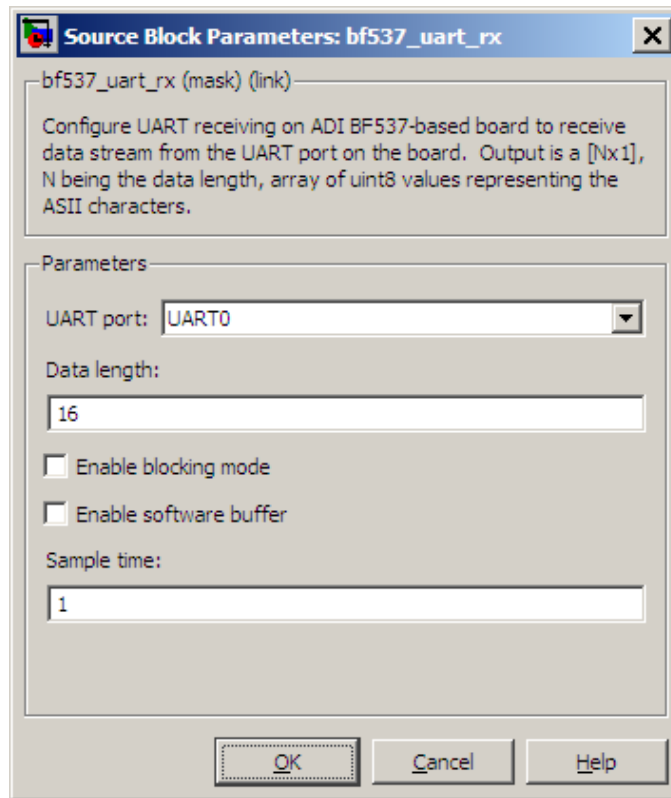 Source Block Parameters: bf537_uart_rx
bf537_uart_rx (mask) (link)
Configure UART receiving on ADI BF537-based board to receive
data stream from the UART port on the board.  Output is a [Nx1],
N being the data length, array of uint8 values representing the
ASII characters.
Parameters
UART port: UART0
Data length:
16
Enable blocking mode
Enable software buffer
Sample time:
1
OK Cancel Help